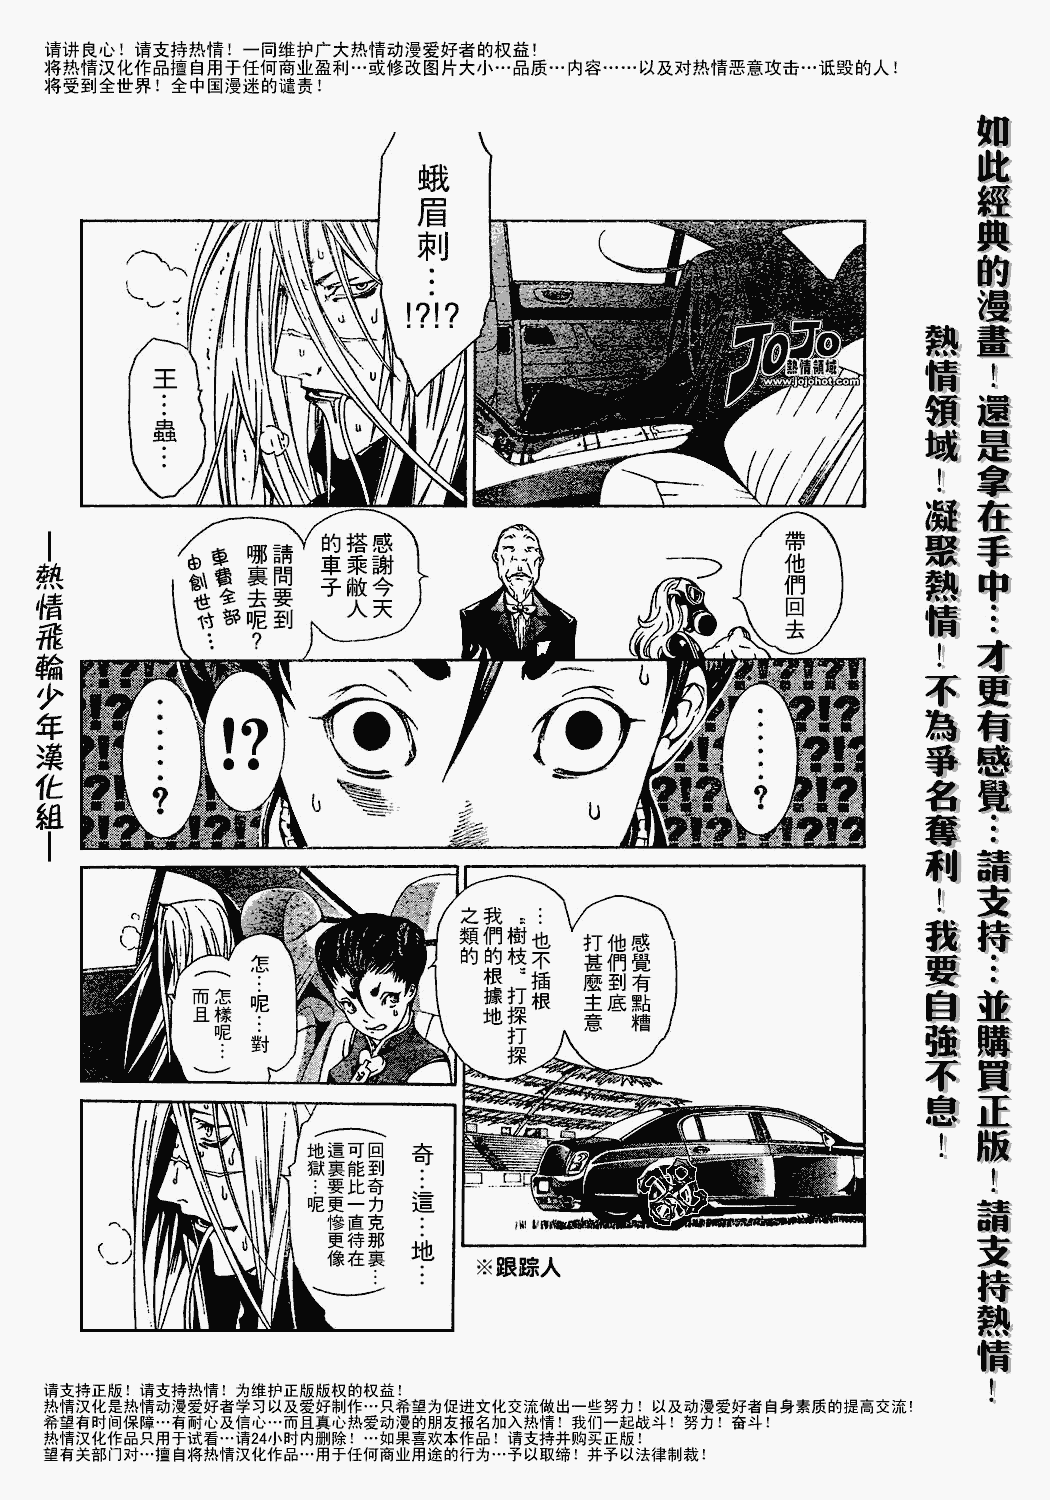 请讲良心！请支持热情！一同维护广大热情动漫爱好者的权益！
将热情汉化作品擅自用于任何商业盈利…或修改图片大小…品质…内容……以及对热情恶意攻击…诋毁的人！
将受到全世界！全中国漫迷的谴责！
如此經典的漫畫！還是拿在手中…才更有感覺…請支持…並購買正版！請支持熱情！
熱情領域！凝聚熱情！不為爭名奪利！我要自強不息！
JOJO
熱情領域
www.jojohot.com
蛾眉刺…
!?!?
王…蟲…
帶他們回去
感謝今天
搭乘敝人
的車子
請問要到
哪裏去呢?
車費全部
由創世付…
……?
!?
……?
感覺有點糟
他們到底
打甚麼主意
…也不插根
“樹枝”打探打探
我們的根據地
之類的
怎…呢…對
怎樣呢…
而且
※跟踪人
奇…這…地…
回到奇力克那裏…
可能比一直待在
這裏要更慘更像
地獄…呢
—熱情飛輪少年漢化組—
请支持正版！请支持热情！为维护正版版权的权益！
热情汉化是热情动漫爱好者学习以及爱好制作…只希望为促进文化交流做出一些努力！以及动漫爱好者自身素质的提高交流！
希望有时间保障…有耐心及信心…而且真心热爱动漫的朋友报名加入热情！我们一起战斗！努力！奋斗！
热情汉化作品只用于试看…请24小时内删除！…如果喜欢本作品！请支持并购买正版！
望有关部门对…擅自将热情汉化作品…用于任何商业用途的行为…予以取缔！并予以法律制裁！